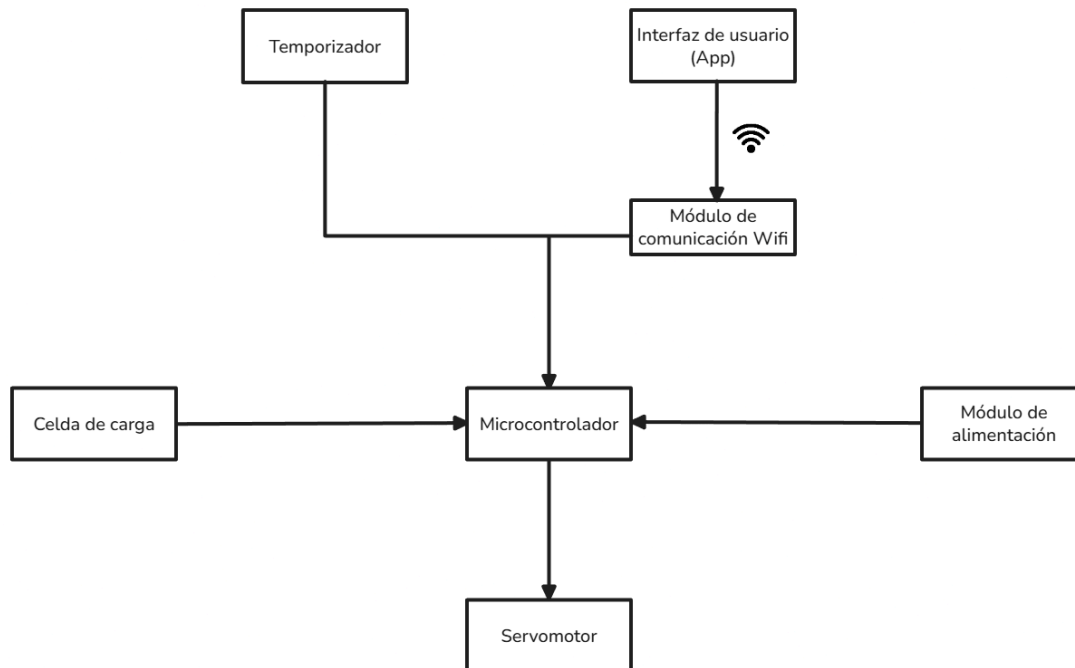 Temporizador
Interfaz de usuario
(App)
Módulo de
comunicación Wifi
Celda de carga
Microcontrolador
Módulo de
alimentación
Servomotor